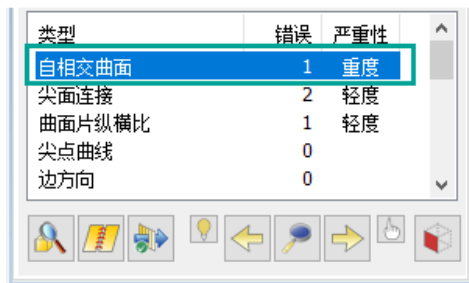 类型 错误 严重性
自相交曲面 1 重度
尖面连接 2 轻度
曲面片纵横比 1 轻度
尖点曲线 0
边方向 0